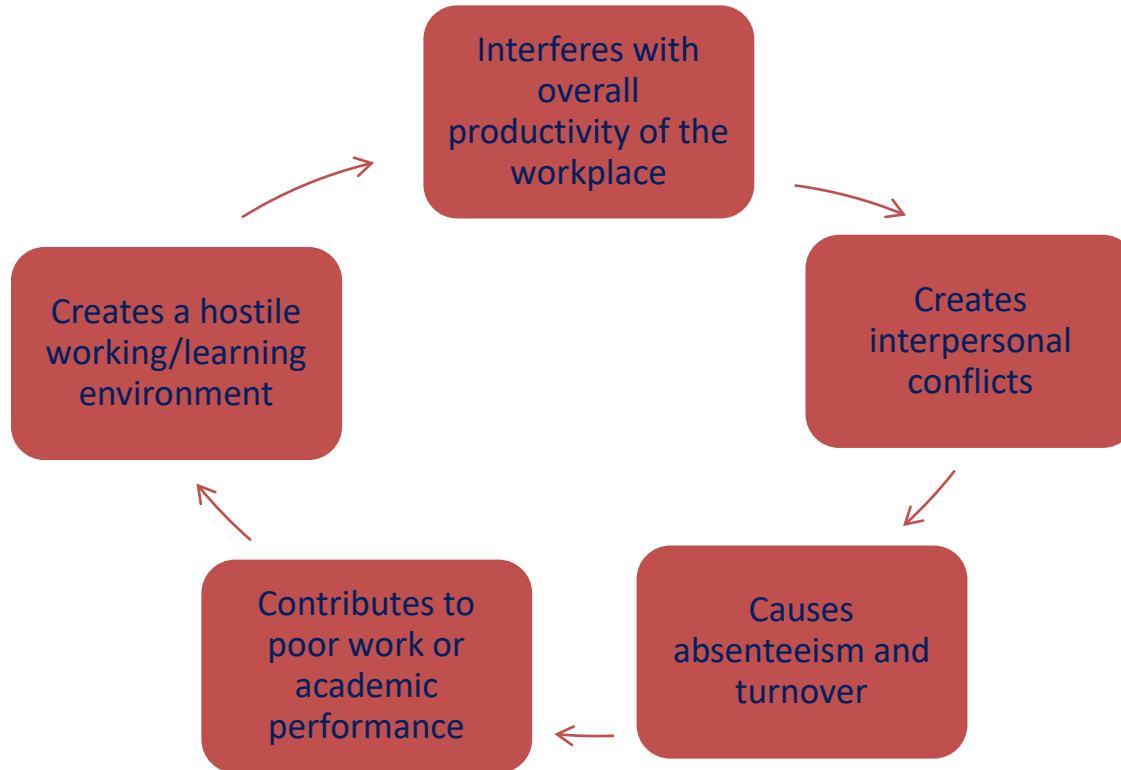 Interferes with
overall
productivity of the
workplace
Creates
interpersonal
conflicts
Causes
absenteeism and
turnover
Contributes to
poor work or
academic
performance
Creates a hostile
working/learning
environment